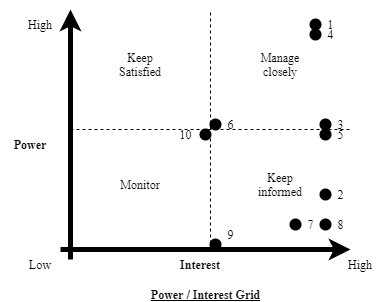 High
1
4
Keep
Satisfied
Manage
closely
6
3
10
5
Power
Monitor
Keep
informed
2
7
8
9
Low
Interest
High
Power / Interest Grid